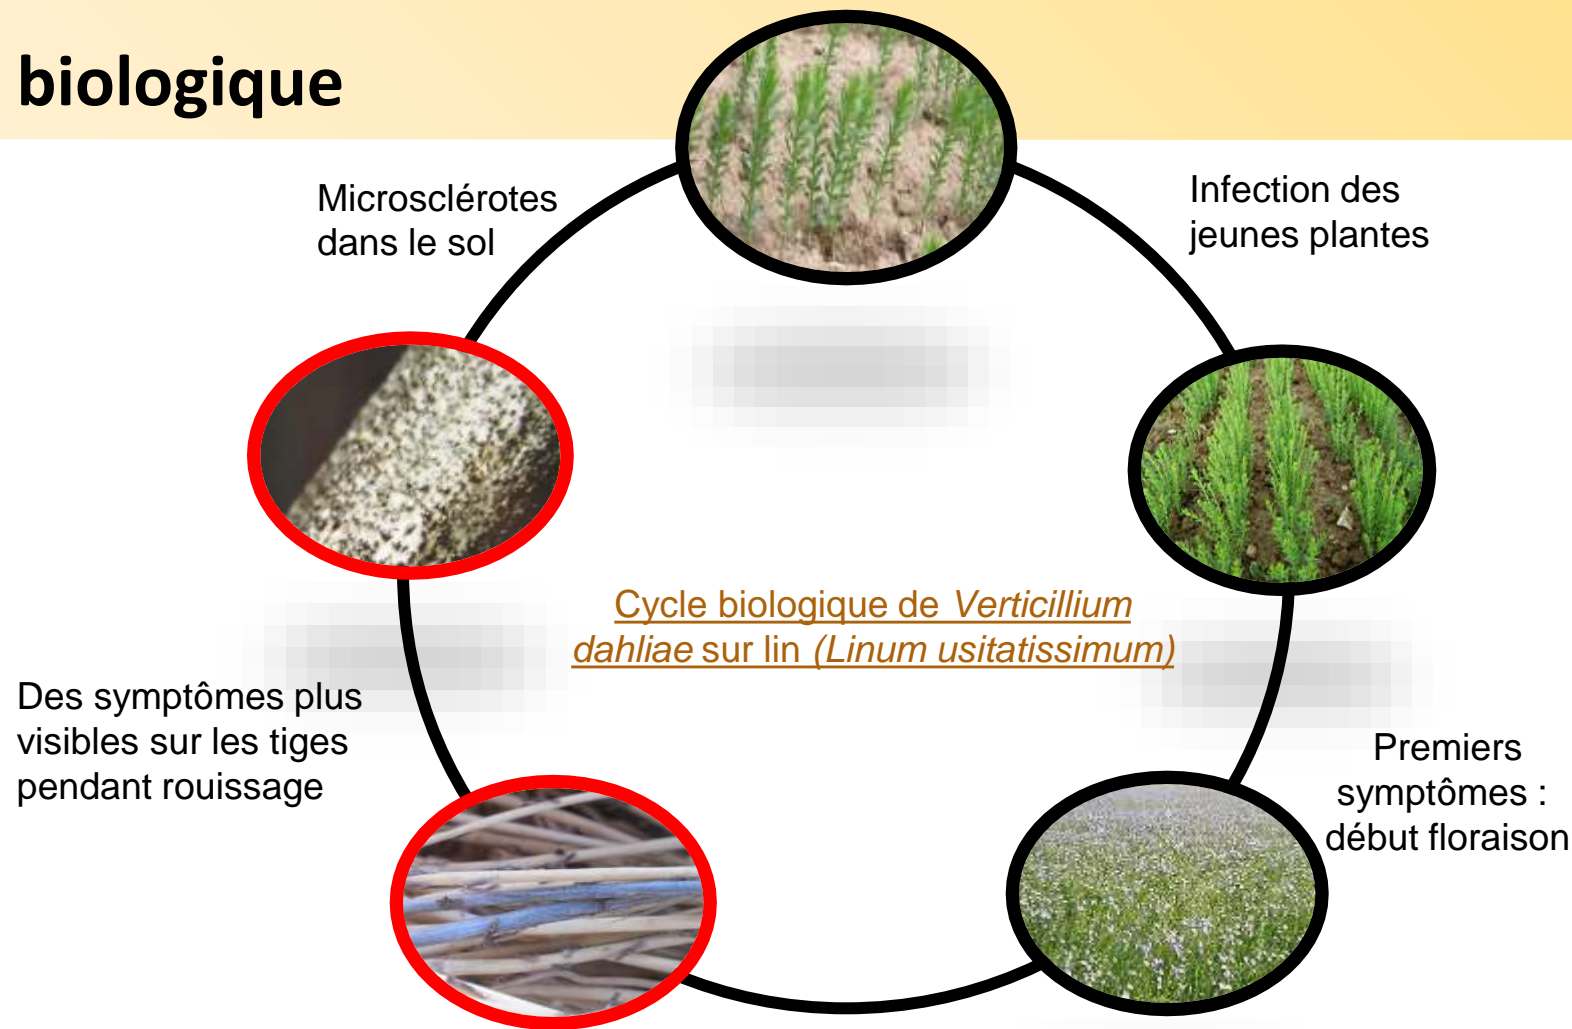 biologique
Microsclérotes
dans le sol
Infection des
jeunes plantes
Cycle biologique de Verticillium
dahliae sur lin (Linum usitatissimum)
Des symptômes plus
visibles sur les tiges
pendant rouissage
Premiers
symptômes :
début floraison